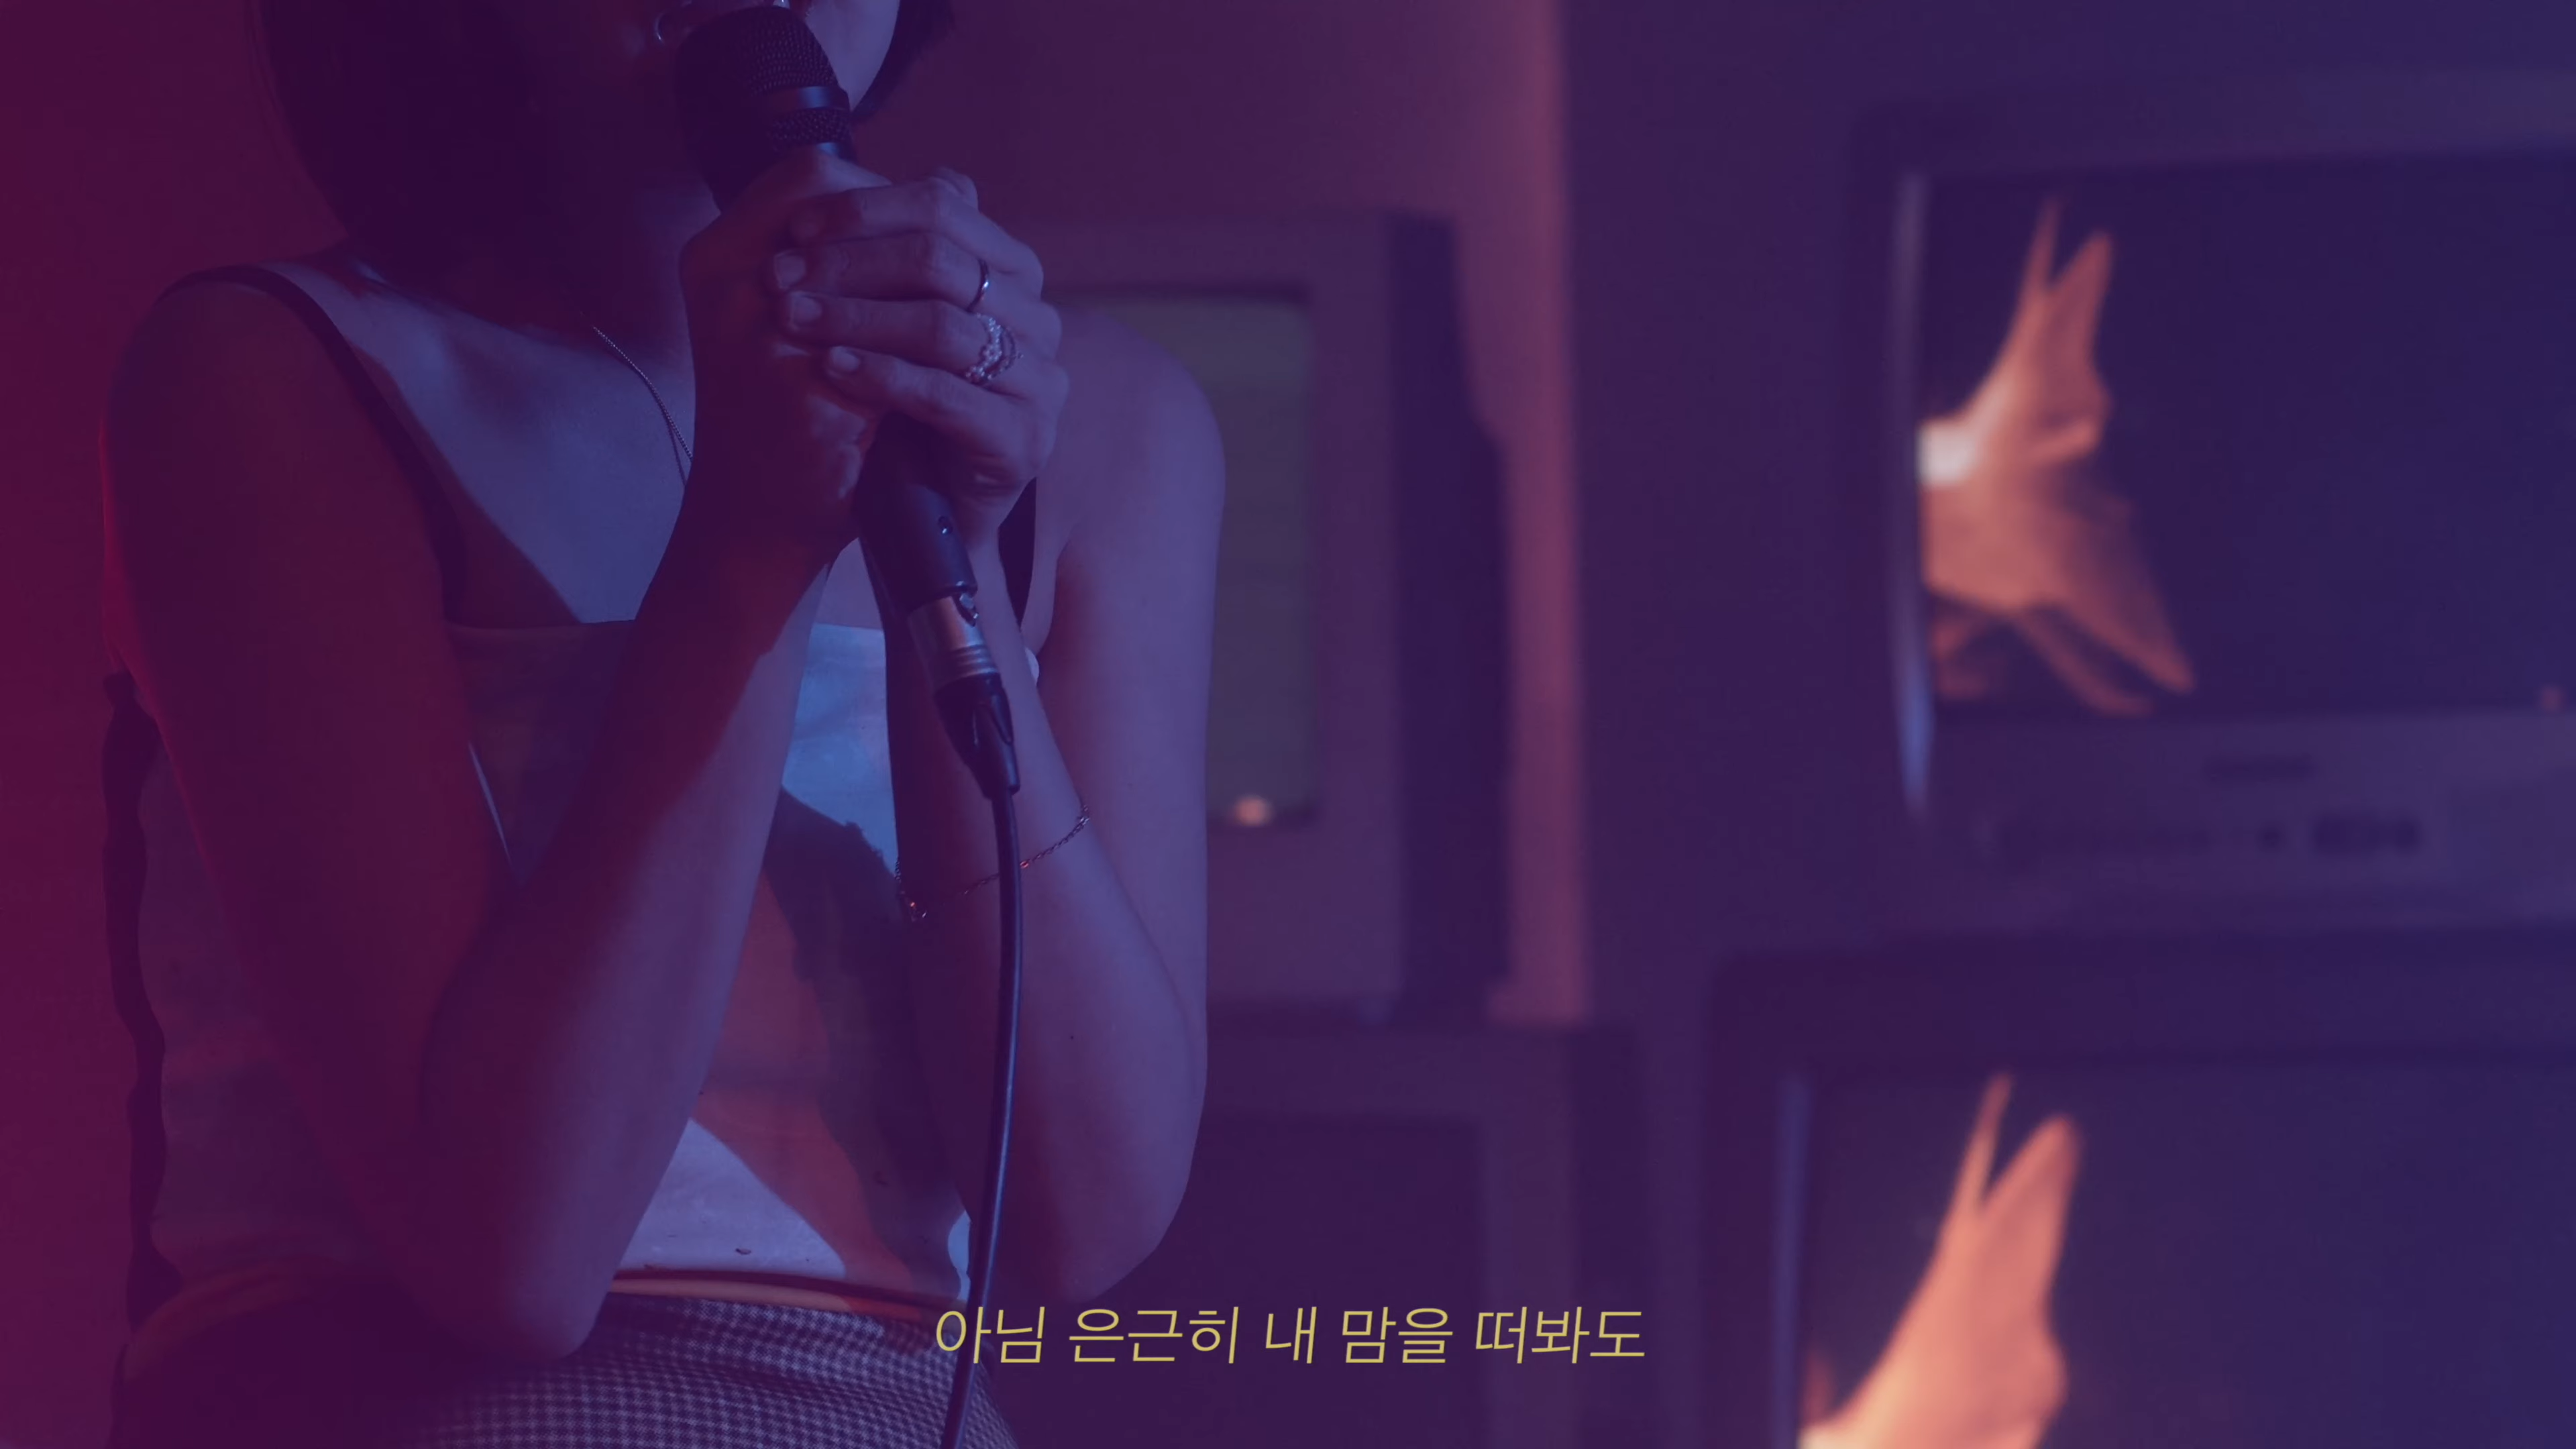 아님 은근히 내 맘을 떠봐도